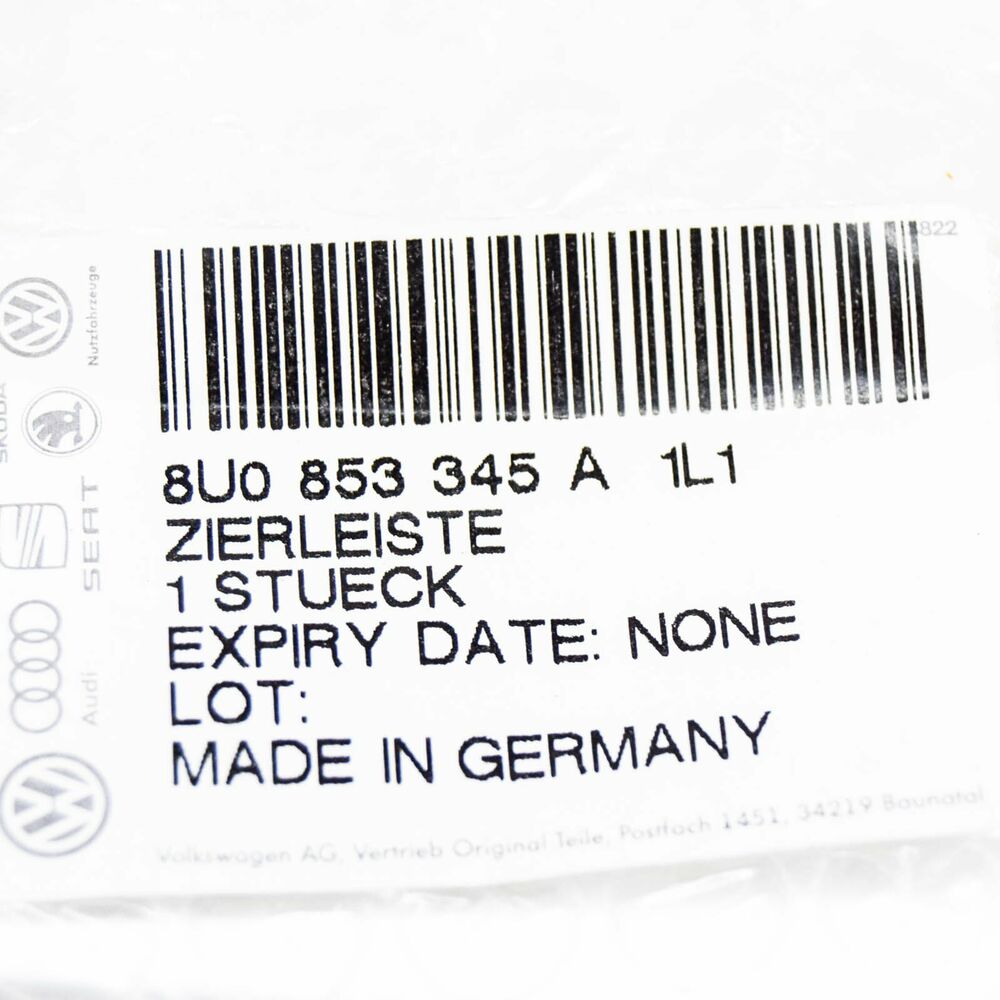 822
8U0 853 345 A 1L1
ZIERLEISTE
1 STUECK
EXPIRY DATE: NONE
LOT:
MADE IN GERMANY
Volkswagen AG, Vertrieb Original Teile, Postfach 1451, 34219 Baunatal
Nutzfahrzeuge
ŠKODA
SEAT
Audi